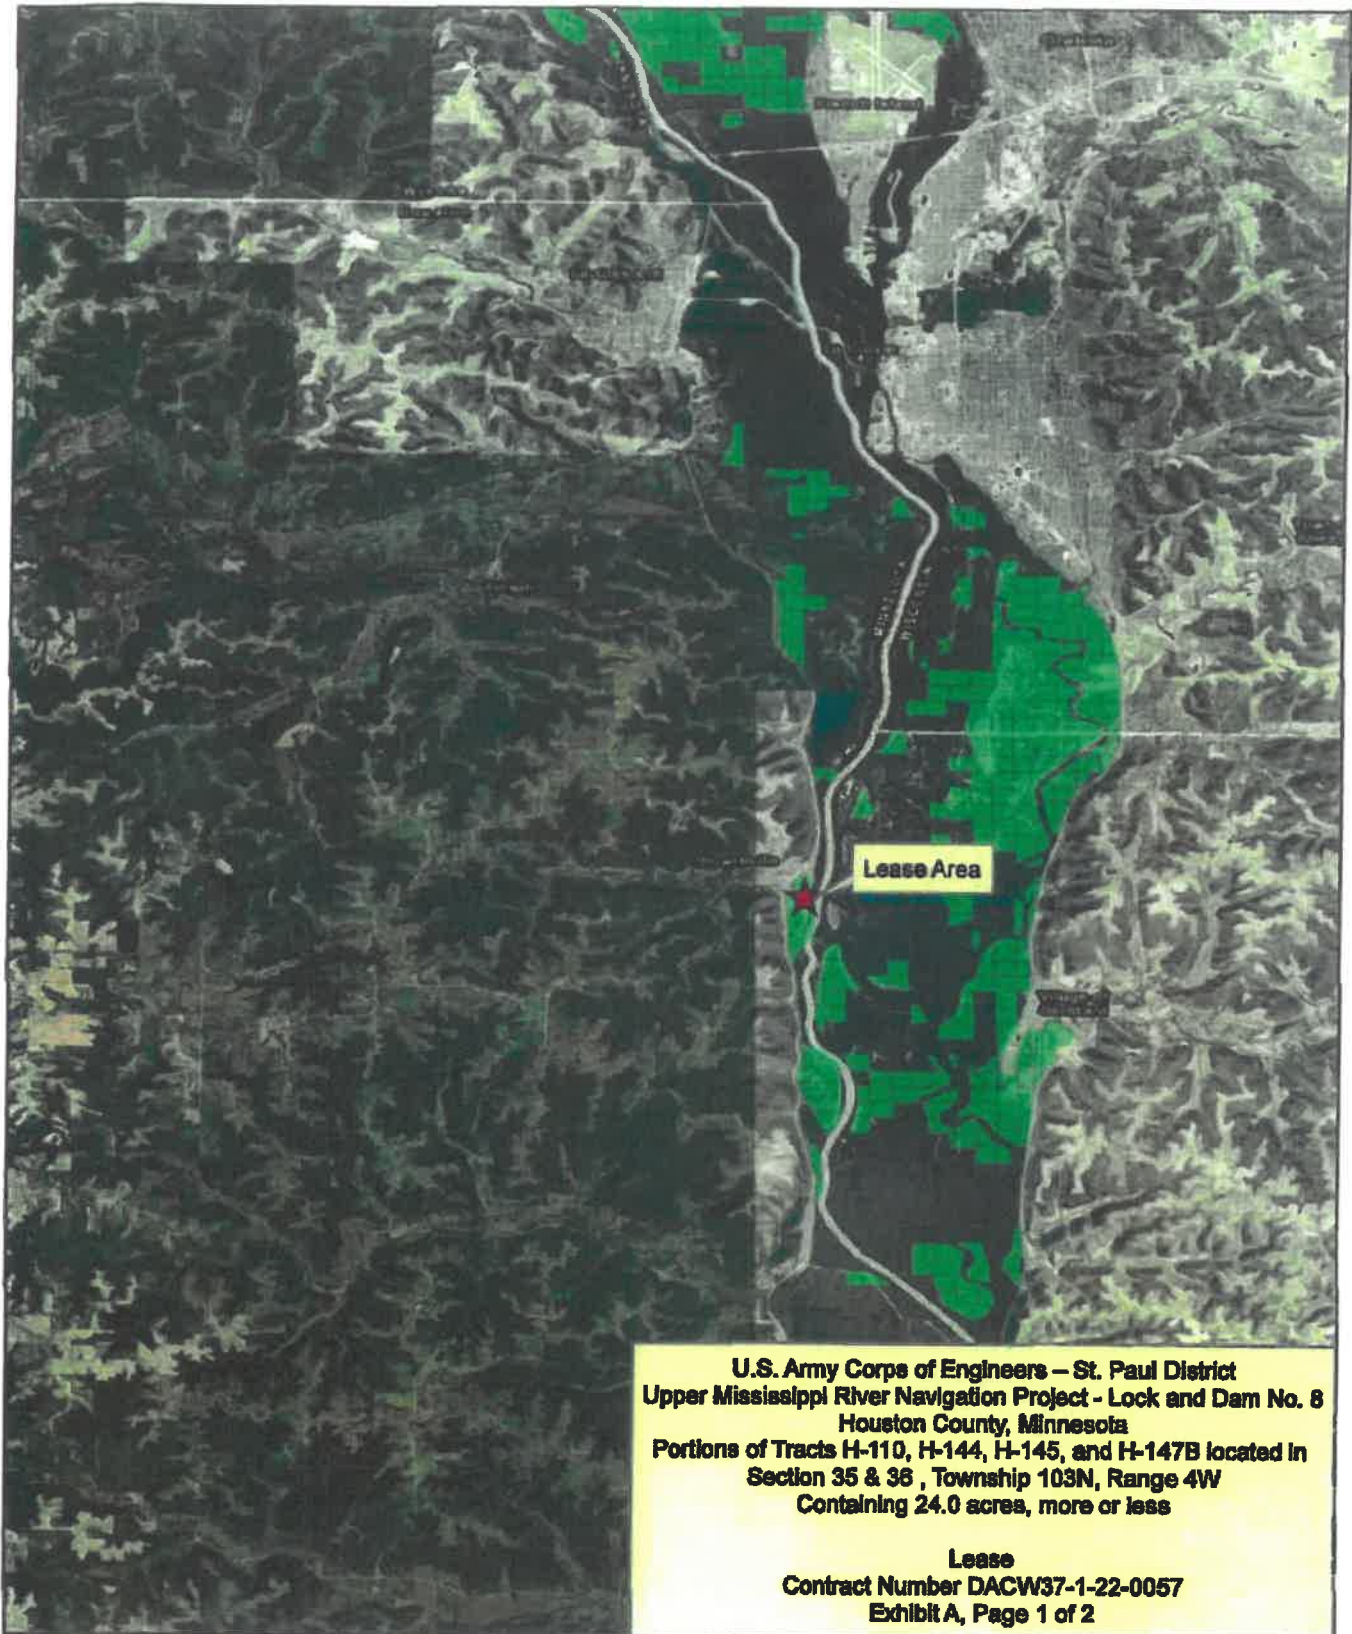 Lease Area
U.S. Army Corps of Engineers – St. Paul District
Upper Mississippi River Navigation Project - Lock and Dam No. 8
Houston County, Minnesota
Portions of Tracts H-110, H-144, H-145, and H-147B located in
Section 35 & 36 , Township 103N, Range 4W
Containing 24.0 acres, more or less
Lease
Contract Number DACW37-1-22-0057
Exhibit A, Page 1 of 2